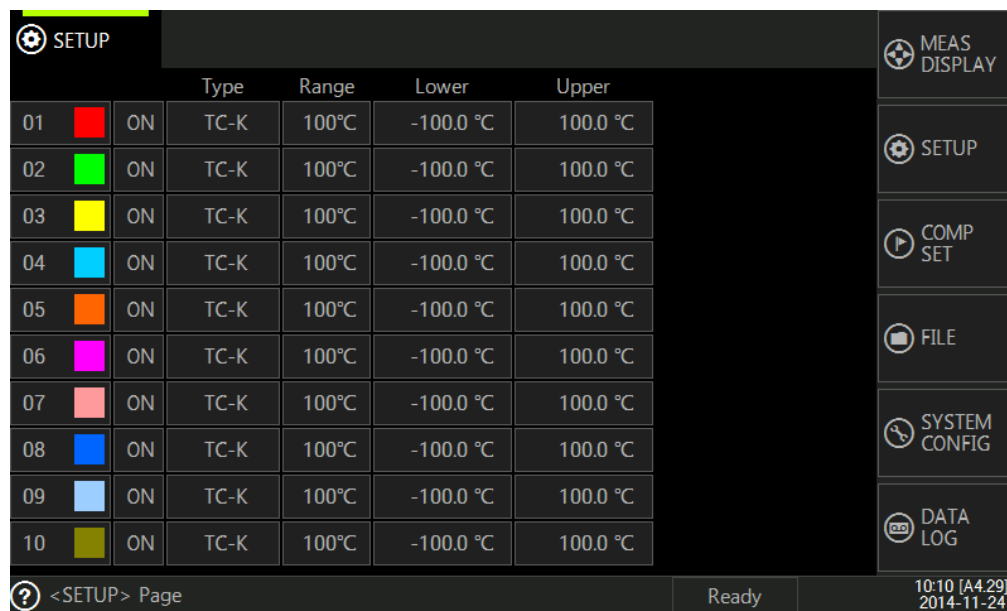 SETUP
Type Range Lower Upper
01 ON TC-K 100℃ -100.0 ℃ 100.0 ℃
02 ON TC-K 100℃ -100.0 ℃ 100.0 ℃
03 ON TC-K 100℃ -100.0 ℃ 100.0 ℃
04 ON TC-K 100℃ -100.0 ℃ 100.0 ℃
05 ON TC-K 100℃ -100.0 ℃ 100.0 ℃
06 ON TC-K 100℃ -100.0 ℃ 100.0 ℃
07 ON TC-K 100℃ -100.0 ℃ 100.0 ℃
08 ON TC-K 100℃ -100.0 ℃ 100.0 ℃
09 ON TC-K 100℃ -100.0 ℃ 100.0 ℃
10 ON TC-K 100℃ -100.0 ℃ 100.0 ℃
MEAS
DISPLAY
SETUP
COMP
SET
FILE
SYSTEM
CONFIG
DATA
LOG
? <SETUP> Page
Ready
10:10 [A4.29]
2014-11-24